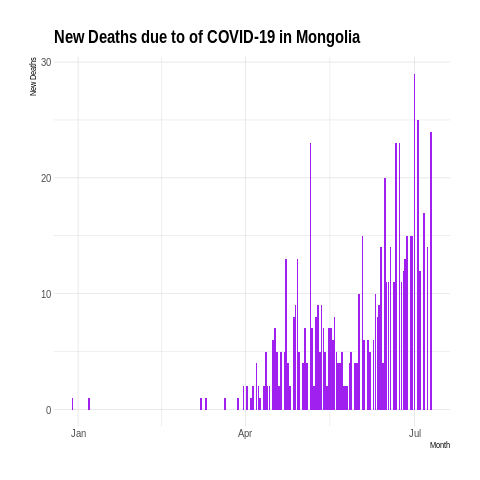 New Deaths due to of COVID-19 in Mongolia
New Deaths
30
20
10
0
Jan
Apr
Jul
Month